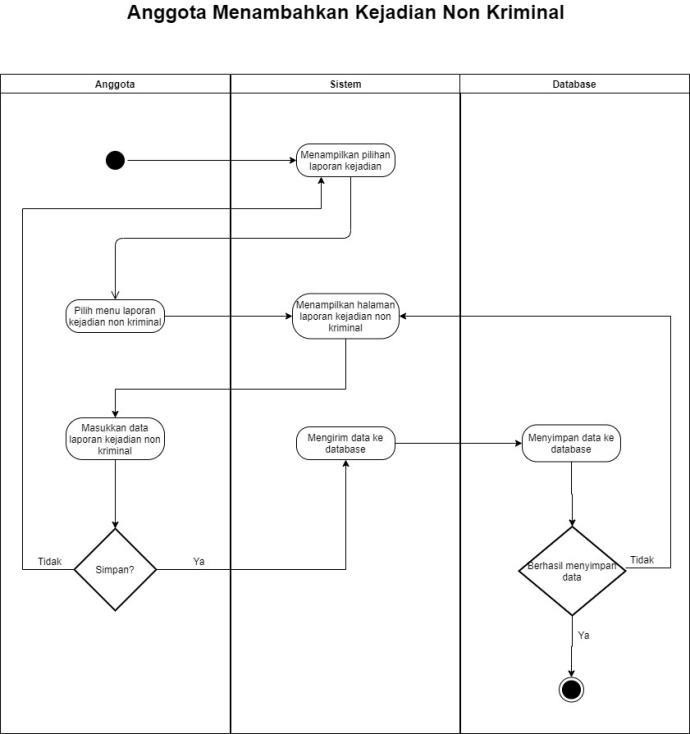 Anggota Menambahkan Kejadian Non Kriminal
Anggota
Sistem
Database
Menampilkan pilihan
laporan kejadian
Pilih menu laporan
kejadian non kriminal
Menampilkan halaman
laporan kejadian non
kriminal
Masukkan data
laporan kejadian non
kriminal
Mengirim data ke
database
Menyimpan data ke
database
Tidak
Simpan?
Ya
Berhasil menyimpan
data
Tidak
Ya